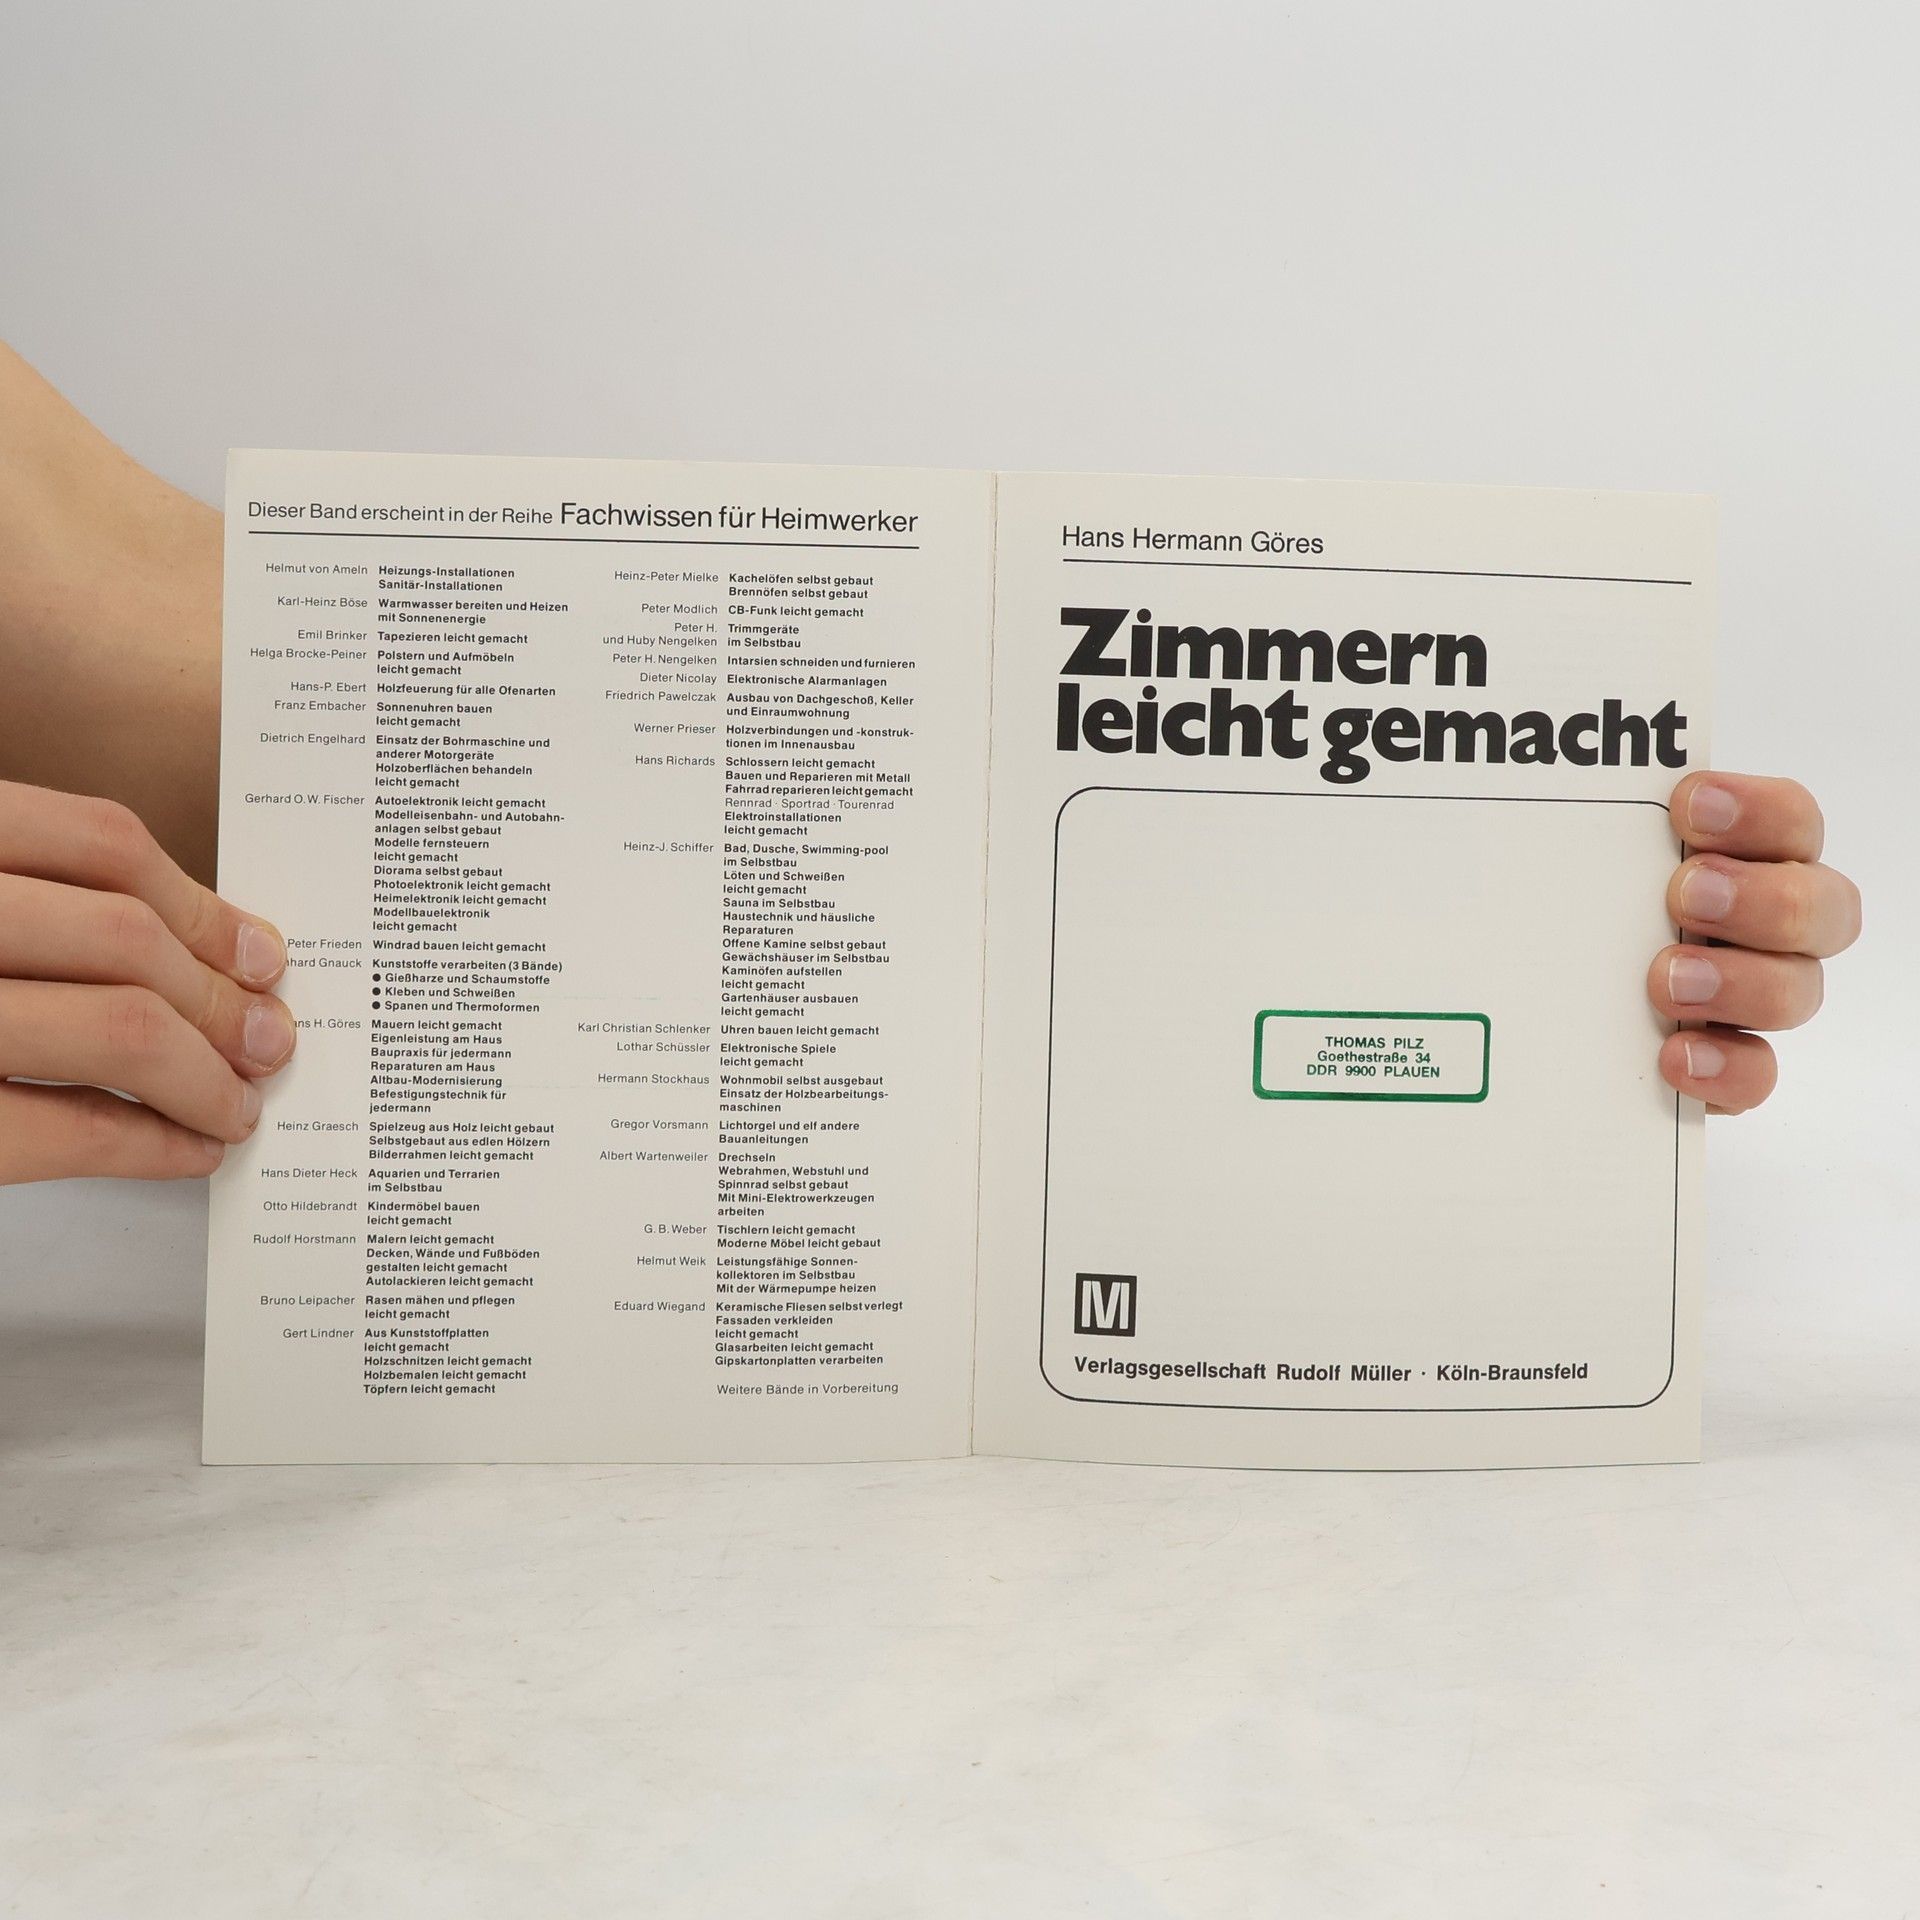 Dieser Band erscheint in der Reihe Fachwissen für Heimwerker
Helmut von Ameln Heizungs-Installationen
Sanitär-Installationen
Karl-Heinz Böse Warmwasser bereiten und Heizen
mit Sonnenenergie
Emil Brinker Tapezieren leicht gemacht
Helga Brocke-Peiner Polstern und Aufmöbeln
leicht gemacht
Hans-P. Ebert Holzfeuerung für alle Ofenarten
Franz Embacher Sonnenuhren bauen
leicht gemacht
Dietrich Engelhard Einsatz der Bohrmaschine und
anderer Motorgeräte
Holzoberflächen behandeln
leicht gemacht
Gerhard O. W. Fischer Autoelektronik leicht gemacht
Modelleisenbahn- und Autobahn-
anlagen selbst gebaut
Modelle fernsteuern
leicht gemacht
Diorama selbst gebaut
Photoelektronik leicht gemacht
Heimelektronik leicht gemacht
Modellbauelektronik
leicht gemacht
Peter Frieden Windrad bauen leicht gemacht
hard Gnauck Kunststoffe verarbeiten (3 Bände)
● Gießharze und Schaumstoffe
● Kleben und Schweißen
● Spanen und Thermoformen
ns H. Göres Mauern leicht gemacht
Eigenleistung am Haus
Baupraxis für jedermann
Reparaturen am Haus
Altbau-Modernisierung
Befestigungstechnik für
jedermann
Heinz Graesch Spielzeug aus Holz leicht gebaut
Selbstgebaut aus edlen Hölzern
Bilderrahmen leicht gemacht
Hans Dieter Heck Aquarien und Terrarien
im Selbstbau
Otto Hildebrandt Kindermöbel bauen
leicht gemacht
Rudolf Horstmann Malern leicht gemacht
Decken, Wände und Fußböden
gestalten leicht gemacht
Autolackieren leicht gemacht
Bruno Leipacher Rasen mähen und pflegen
leicht gemacht
Gert Lindner Aus Kunststoffplatten
leicht gemacht
Holzschnitzen leicht gemacht
Holzbemalen leicht gemacht
Töpfern leicht gemacht
Heinz-Peter Mielke Kachelöfen selbst gebaut
Brennöfen selbst gebaut
Peter Modlich CB-Funk leicht gemacht
Peter H. Trimmgeräte
und Huby Nengelken im Selbstbau
Peter H. Nengelken Intarsien schneiden und furnieren
Dieter Nicolay Elektronische Alarmanlagen
Friedrich Pawelczak Ausbau von Dachgeschoß, Keller
und Einraumwohnung
Werner Prieser Holzverbindungen und -konstruk-
tionen im Innenausbau
Hans Richards Schlossern leicht gemacht
Bauen und Reparieren mit Metall
Fahrrad reparieren leicht gemacht
Rennrad · Sportrad · Tourenrad
Elektroinstallationen
leicht gemacht
Heinz-J. Schiffer Bad, Dusche, Swimming-pool
im Selbstbau
Löten und Schweißen
leicht gemacht
Sauna im Selbstbau
Haustechnik und häusliche
Reparaturen
Offene Kamine selbst gebaut
Gewächshäuser im Selbstbau
Kaminöfen aufstellen
leicht gemacht
Gartenhäuser ausbauen
leicht gemacht
Karl Christian Schlenker Uhren bauen leicht gemacht
Lothar Schüssler Elektronische Spiele
leicht gemacht
Hermann Stockhaus Wohnmobil selbst ausgebaut
Einsatz der Holzbearbeitungs-
maschinen
Gregor Vorsmann Lichtorgel und elf andere
Bauanleitungen
Albert Wartenweiler Drechseln
Webrahmen, Webstuhl und
Spinnrad selbst gebaut
Mit Mini-Elektrowerkzeugen
arbeiten
G. B. Weber Tischlern leicht gemacht
Moderne Möbel leicht gebaut
Helmut Weik Leistungsfähige Sonnen-
kollektoren im Selbstbau
Mit der Wärmepumpe heizen
Eduard Wiegand Keramische Fliesen selbst verlegt
Fassaden verkleiden
leicht gemacht
Glasarbeiten leicht gemacht
Gipskartonplatten verarbeiten
Weitere Bände in Vorbereitung
Hans Hermann Göres
Zimmern
leicht gemacht
THOMAS PILZ
Goethestraße 34
DDR 9900 PLAUEN
M
Verlagsgesellschaft Rudolf Müller · Köln-Braunsfeld